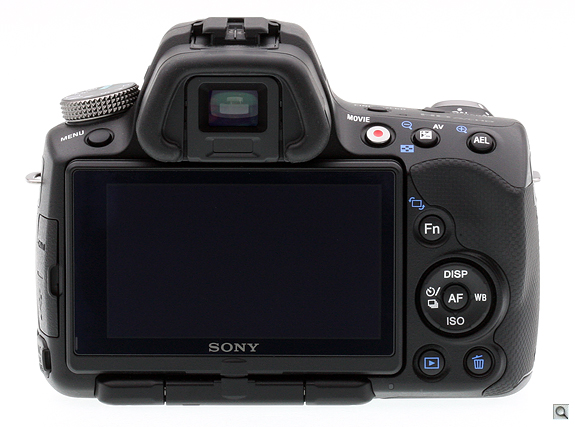 MENU
MOVIE
AV
AEL
Fn
DISP
AF
WB
ISO
SONY